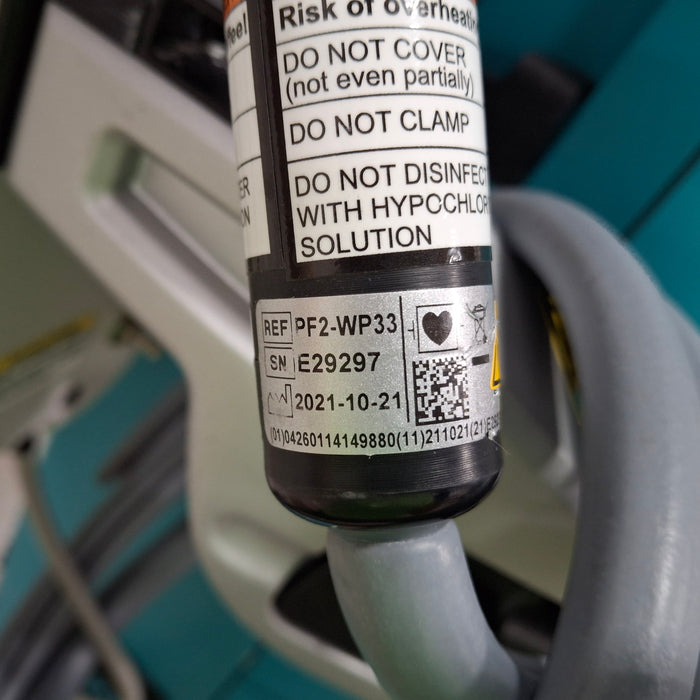 Risk of overheating
DO NOT COVER
(not even partially)
DO NOT CLAMP
DO NOT DISINFECT
WITH HYPOCHLOR
SOLUTION
REF PF2-WP33
SN E29297
2021-10-21
(01)04260114149880(11)211021(21)